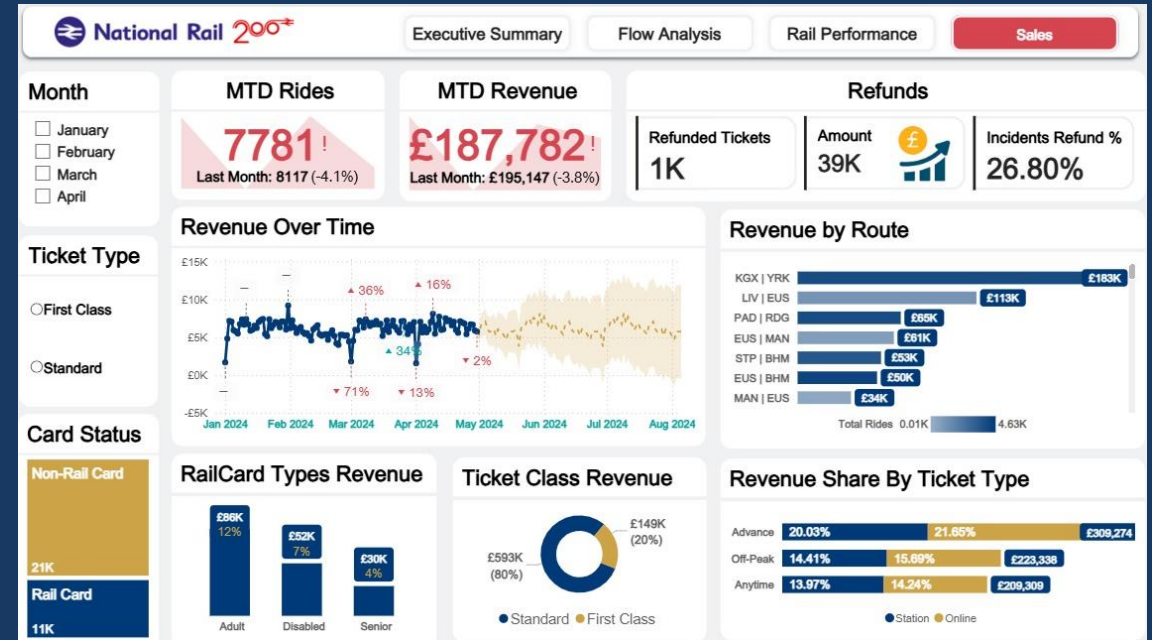 National Rail 200
Executive Summary
Flow Analysis
Rail Performance
Sales
Month
January
February
March
April
MTD Rides
7781!
Last Month: 8117 (-4.1%)
MTD Revenue
£187,782!
Last Month: £195,147 (-3.8%)
Refunds
Refunded Tickets
1K
Amount
39K
£
Incidents Refund %
26.80%
Ticket Type
First Class
Standard
Revenue Over Time
£15K
£10K
£5K
£0K
-£5K
–
–
–
▲ 36%
▲ 16%
▲ 34%
▼ 2%
▼ 71%
▼ 13%
Jan 2024 Feb 2024 Mar 2024 Apr 2024 May 2024 Jun 2024 Jul 2024 Aug 2024
Revenue by Route
KGX | YRK £183K
LIV | EUS £113K
PAD | RDG £65K
EUS | MAN £61K
STP | BHM £53K
EUS | BHM £50K
MAN | EUS £34K
Total Rides 0.01K 4.63K
Card Status
Non-Rail Card
21K
Rail Card
11K
RailCard Types Revenue
£86K
12%
£52K
7%
£30K
4%
Adult Disabled Senior
Ticket Class Revenue
£149K
(20%)
£593K
(80%)
Standard First Class
Revenue Share By Ticket Type
Advance 20.03% 21.65% £309,274
Off-Peak 14.41% 15.69% £223,338
Anytime 13.97% 14.24% £209,309
Station Online